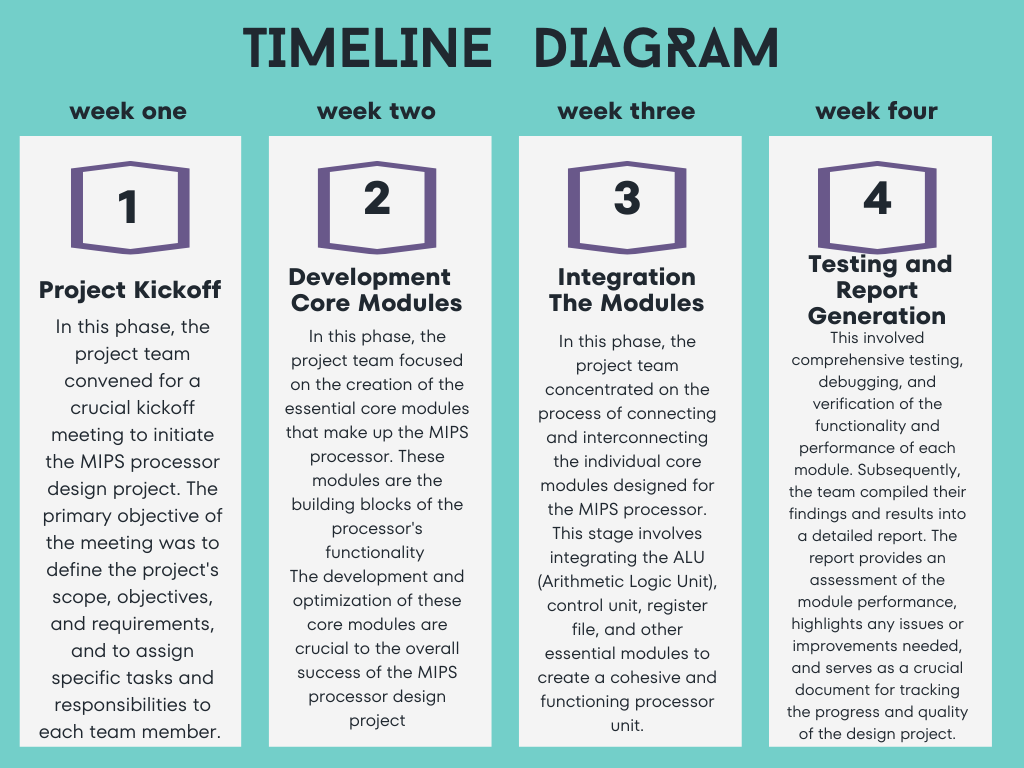 TIMELINE DIAGRAM
week one
1
Project Kickoff
In this phase, the
project team
convened for a
crucial kickoff
meeting to initiate
the MIPS processor
design project. The
primary objective of
the meeting was to
define the project's
scope, objectives,
and requirements,
and to assign
specific tasks and
responsibilities to
each team member.
week two
2
Development
Core Modules
In this phase, the
project team focused
on the creation of the
essential core modules
that make up the MIPS
processor. These
modules are the
building blocks of the
processor's
functionality
The development and
optimization of these
core modules are
crucial to the overall
success of the MIPS
processor design
project
week three
3
Integration
The Modules
In this phase, the
project team
concentrated on the
process of connecting
and interconnecting
the individual core
modules designed for
the MIPS processor.
This stage involves
integrating the ALU
(Arithmetic Logic Unit),
control unit, register
file, and other
essential modules to
create a cohesive and
functioning processor
unit.
week four
4
Testing and
Report
Generation
This involved
comprehensive testing,
debugging, and
verification of the
functionality and
performance of each
module. Subsequently,
the team compiled their
findings and results into
a detailed report. The
report provides an
assessment of the
module performance,
highlights any issues or
improvements needed,
and serves as a crucial
document for tracking
the progress and quality
of the design project.